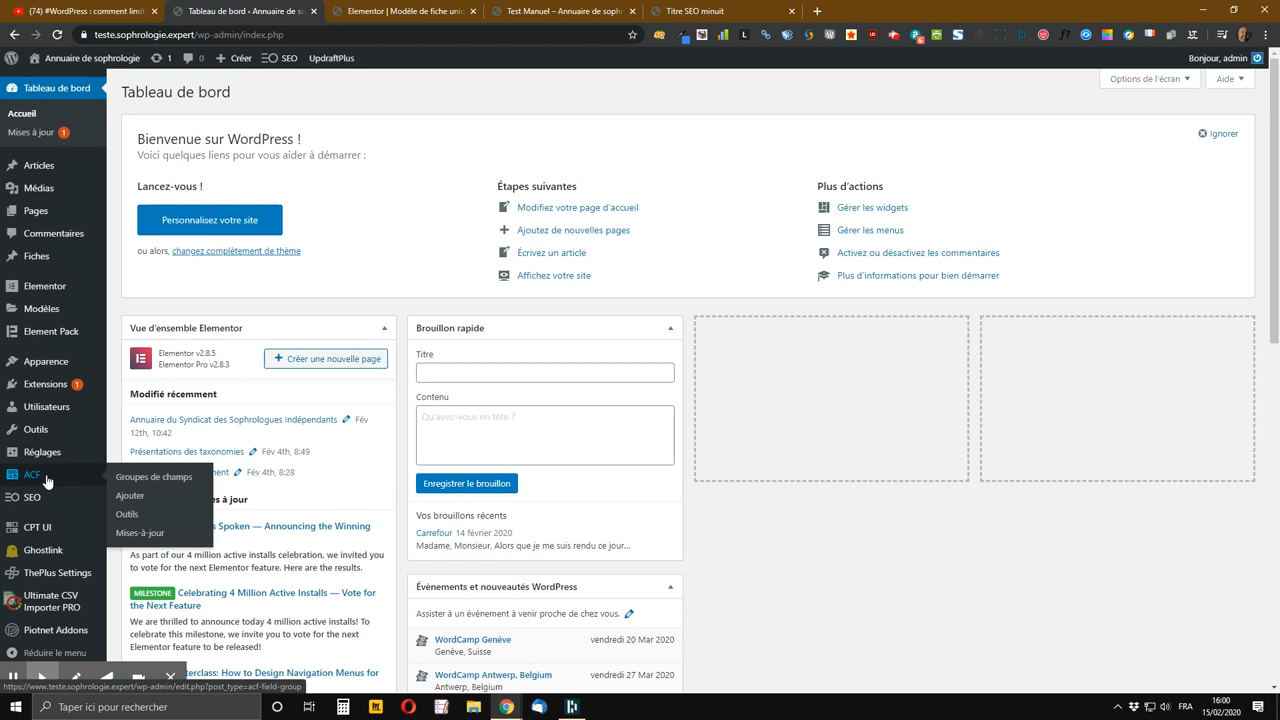 (74) #WordCamp : comment
Tableau de bord ‹ Annuaire de so
Elementor | Modèle de fiche uniq
Test Manuel – Annuaire de sophr
Titre SEO minuit
teste.sophrologie.expert/wp-admin/index.php
Annuaire de sophrologie
1
0
Créer
SEO
UpdraftPlus
Bonjour, admin
Tableau de bord
Accueil
Mises à jour 1
Articles
Médias
Pages
Commentaires
Fiches
Elementor
Modèles
Element Pack
Apparence
Extensions 1
Utilisateurs
Outils
Réglages
ACF
SEO
CPT UI
Ghostlink
ThePlus Settings
Ultimate CSV
Importer PRO
Piotnet Addons
Réduire le menu
Groupes de champs
Ajouter
Outils
Mises-à-jour
Options de l'écran
Aide
Tableau de bord
Bienvenue sur WordPress !
Voici quelques liens pour vous aider à démarrer :
Ignorer
Lancez-vous !
Personnalisez votre site
ou alors, changez complètement de thème
Étapes suivantes
Modifiez votre page d'accueil
Ajoutez de nouvelles pages
Écrivez un article
Affichez votre site
Plus d'actions
Gérer les widgets
Gérer les menus
Activez ou désactivez les commentaires
Plus d'informations pour bien démarrer
Vue d'ensemble Elementor
Elementor v2.8.5
Elementor Pro v2.8.3
Créer une nouvelle page
Modifié récemment
Annuaire du Syndicat des Sophrologues Indépendants Fév
12th, 10:42
Présentations des taxonomies Fév 4th, 8:49
ment Fév 4th, 8:28
s à jour
s Spoken — Announcing the Winning
As part of our 4 million active installs celebration, we invited you
to vote for the next Elementor feature. Here are the results.
MILESTONE Celebrating 4 Million Active Installs — Vote for
the Next Feature
We are thrilled to announce today 4 million active installs! To
celebrate this milestone, we invite you to vote for the next
Elementor feature to be released!
terclass: How to Design Navigation Menus for
Brouillon rapide
Titre
Contenu
Qu'avez-vous en tête ?
Enregistrer le brouillon
Vos brouillons récents
Carrefour 14 février 2020
Madame, Monsieur, Alors que je me suis rendu ce jour…
Évènements et nouveautés WordPress
Assister à un évènement à venir proche de chez vous.
WordCamp Genève vendredi 20 Mar 2020
Genève, Suisse
WordCamp Antwerp, Belgium vendredi 27 Mar 2020
Antwerp, Belgium
https://www.teste.sophrologie.expert/wp-admin/edit.php?post_type=acf-field-group
Taper ici pour rechercher
FRA
16:00
15/02/2020